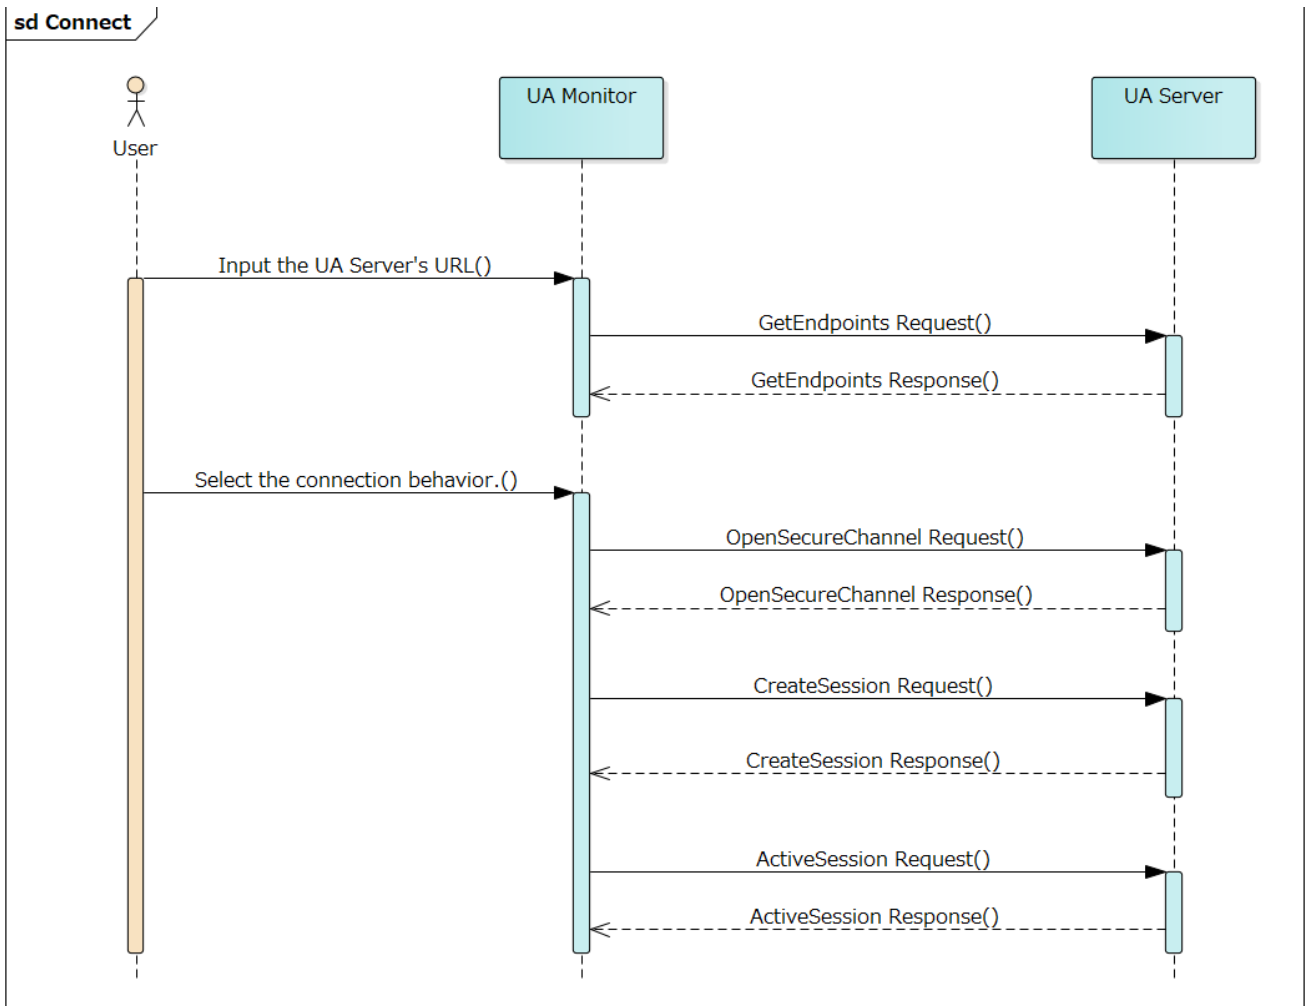 sd Connect
User
UA Monitor
UA Server
Input the UA Server's URL()
GetEndpoints Request()
GetEndpoints Response()
Select the connection behavior.()
OpenSecureChannel Request()
OpenSecureChannel Response()
CreateSession Request()
CreateSession Response()
ActiveSession Request()
ActiveSession Response()